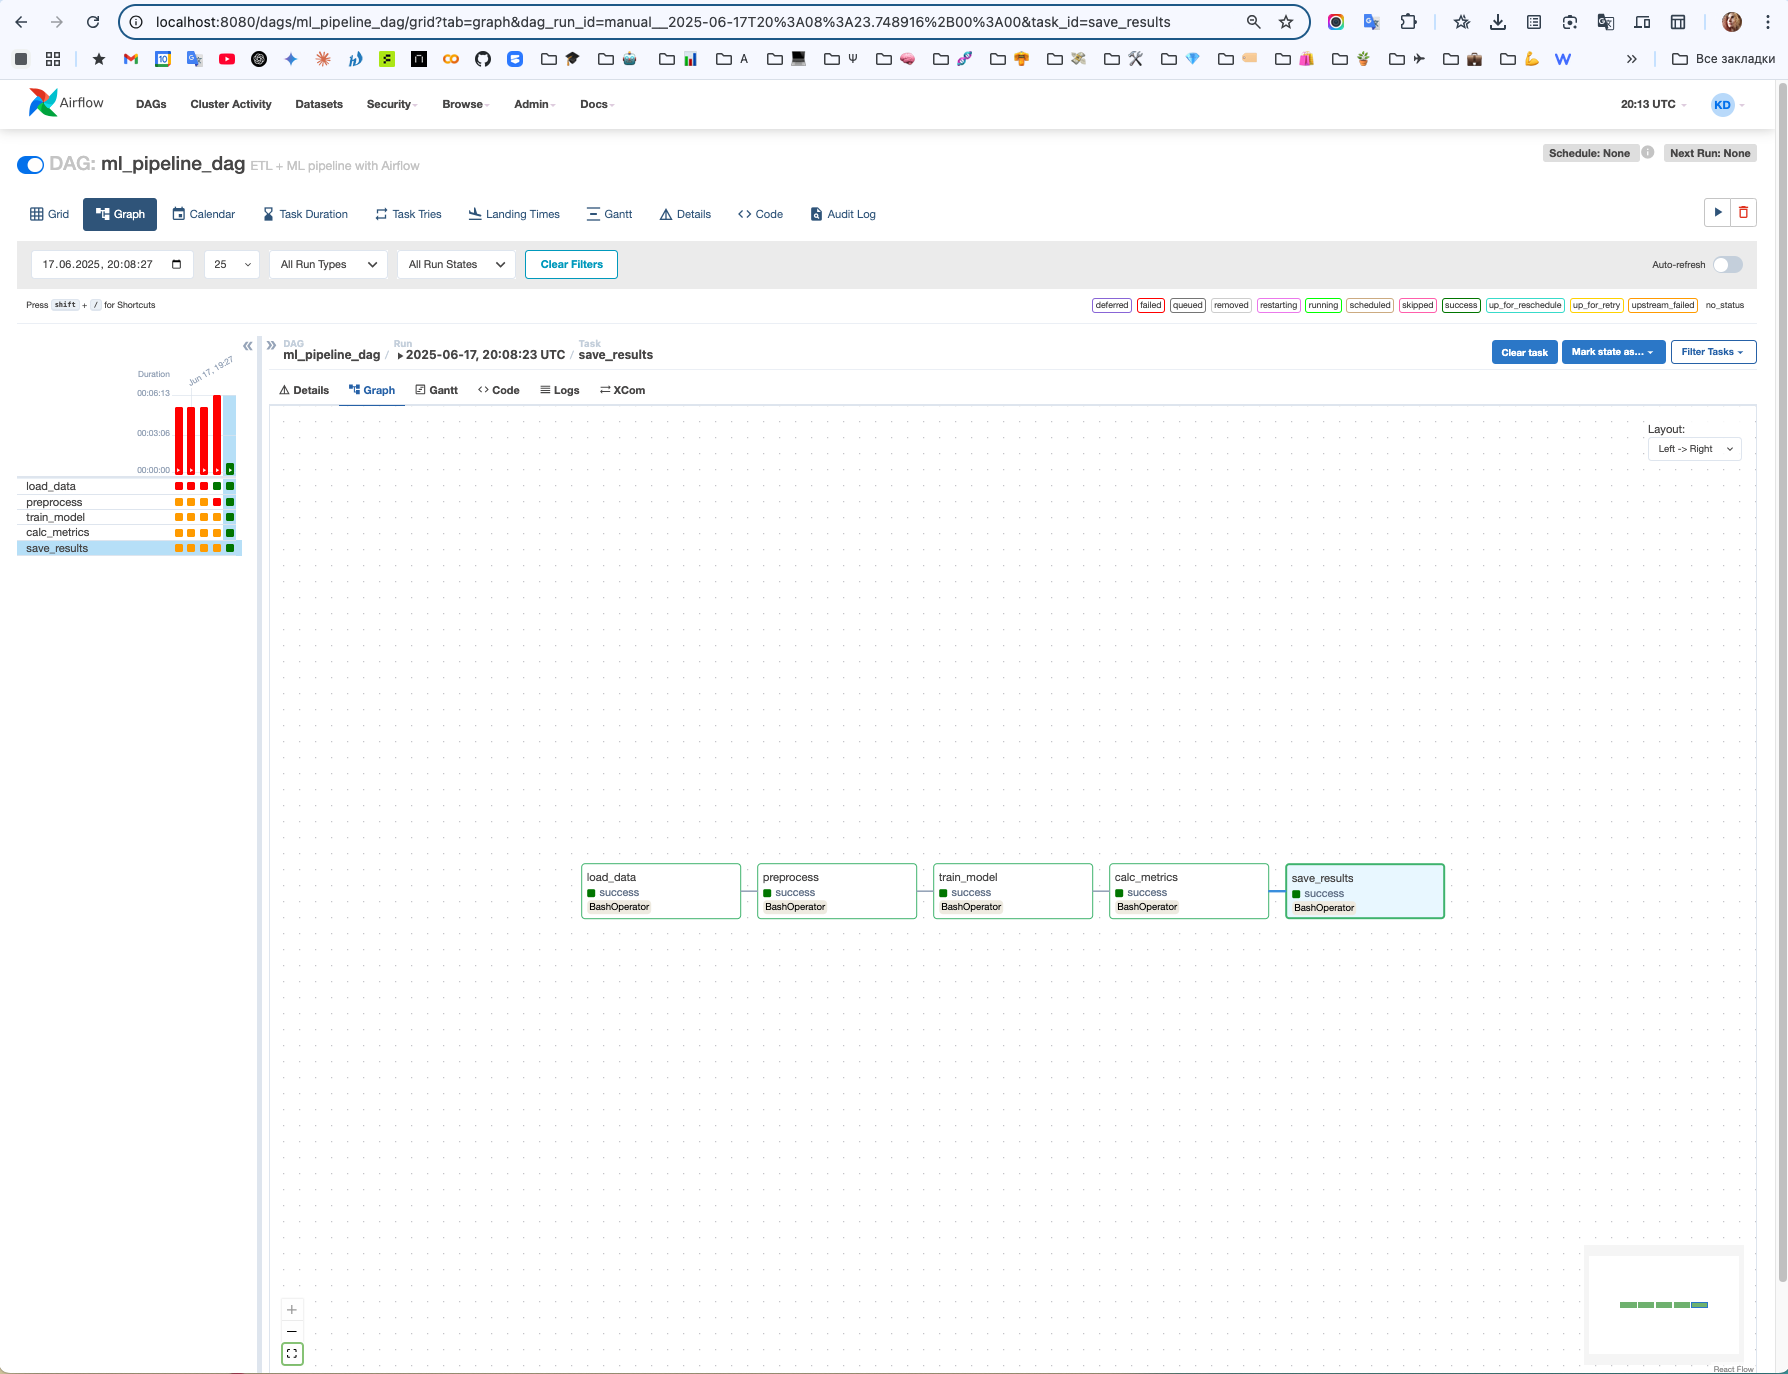 localhost:8080/dags/ml_pipeline_dag/grid?tab=graph&dag_run_id=manual__2025-06-17T20%3A08%3A23.748916%2B00%3A00&task_id=save_results
A Ψ W » Все закладки
Airflow DAGs Cluster Activity Datasets Security Browse Admin Docs 20:13 UTC KD
DAG: ml_pipeline_dag ETL + ML pipeline with Airflow
Schedule: None Next Run: None
Grid Graph Calendar Task Duration Task Tries Landing Times Gantt Details Code Audit Log
17.06.2025, 20:08:27 25 All Run Types All Run States Clear Filters Auto-refresh
Press shift + / for Shortcuts
deferred failed queued removed restarting running scheduled skipped success up_for_reschedule up_for_retry upstream_failed no_status
DAG Run Task
ml_pipeline_dag / 2025-06-17, 20:08:23 UTC / save_results
Clear task Mark state as... Filter Tasks
Details Graph Gantt Code Logs XCom
Jun 17, 19:27
Duration
00:06:13
00:03:06
00:00:00
load_data
preprocess
train_model
calc_metrics
save_results
Layout:
Left -> Right
load_data
success
BashOperator
preprocess
success
BashOperator
train_model
success
BashOperator
calc_metrics
success
BashOperator
save_results
success
BashOperator
React Flow